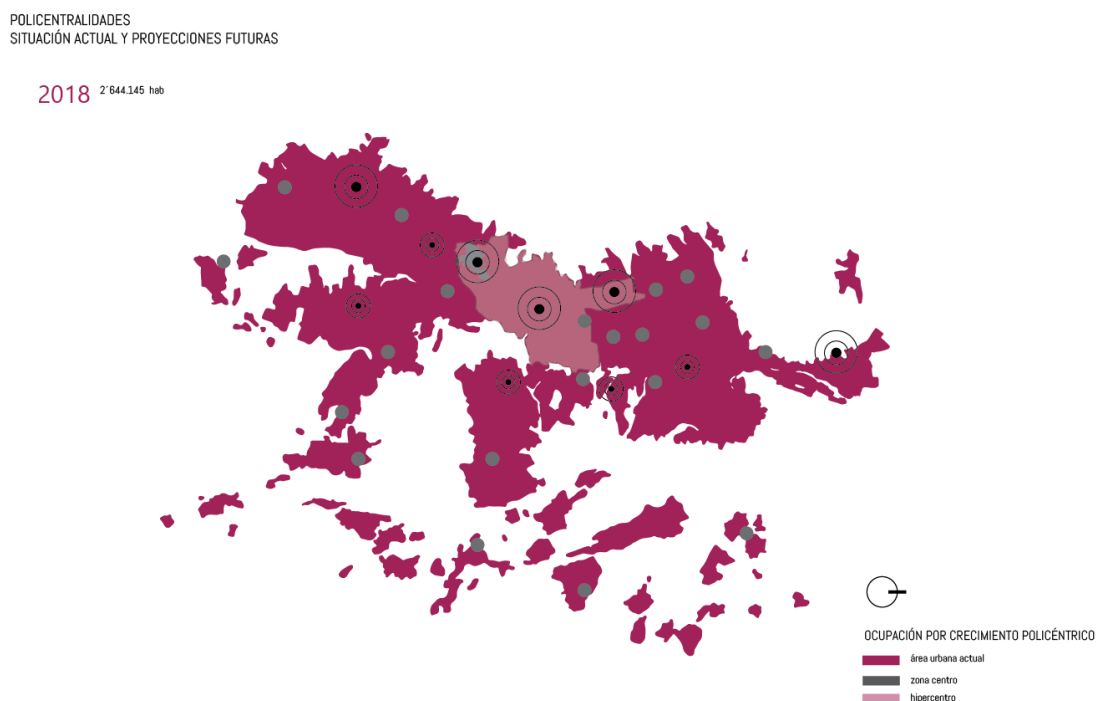 POLICENTRALIDADES
SITUACIÓN ACTUAL Y PROYECCIONES FUTURAS
2018 2´644.145 hab
OCUPACIÓN POR CRECIMIENTO POLICÉNTRICO
área urbana actual
zona centro
hipercentro